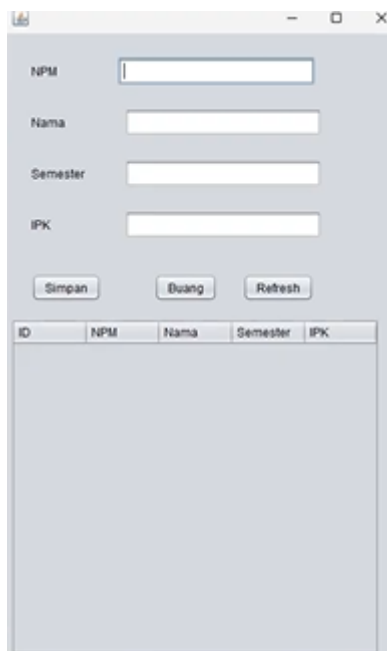 NPM
Nama
Semester
IPK
Simpan Buang Refresh
ID NPM Nama Semester IPK